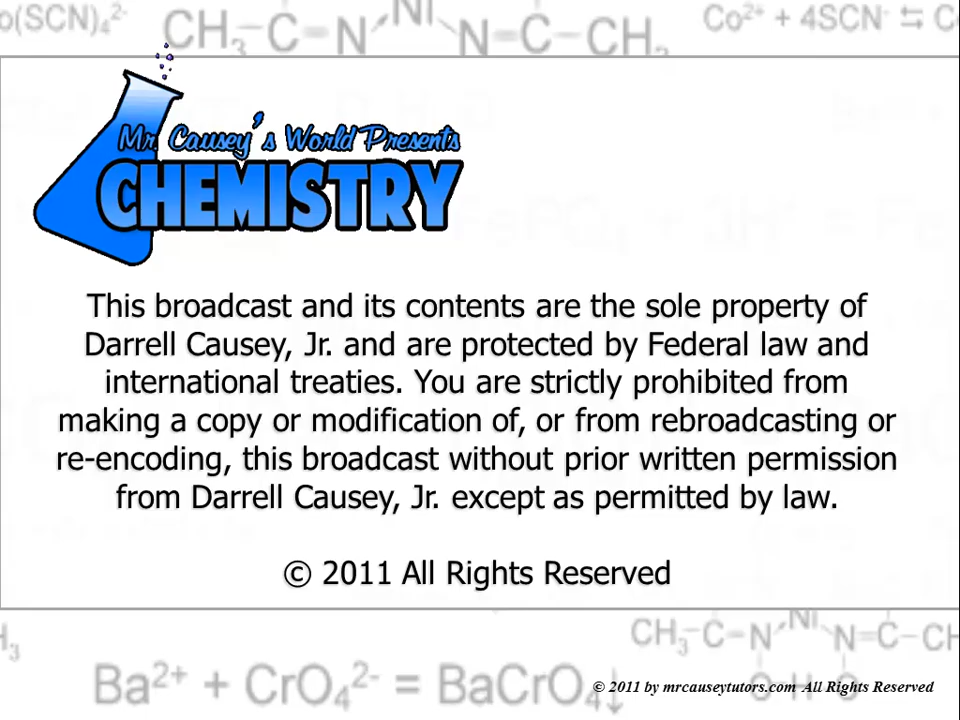 o(SCN)₄²⁻
CH₃-C=N
NI
N=C-CH₃
Co²⁺ + 4SCN⁻ ⇆ C
Mr. Causey's World Presents
CHEMISTRY
This broadcast and its contents are the sole property of
Darrell Causey, Jr. and are protected by Federal law and
international treaties. You are strictly prohibited from
making a copy or modification of, or from rebroadcasting or
re-encoding, this broadcast without prior written permission
from Darrell Causey, Jr. except as permitted by law.
© 2011 All Rights Reserved
CH₃-C=N
NI
N=C-CH
Ba²⁺ + CrO₄²⁻ = BaCrO₄↓
© 2011 by mrcauseytutors.com All Rights Reserved